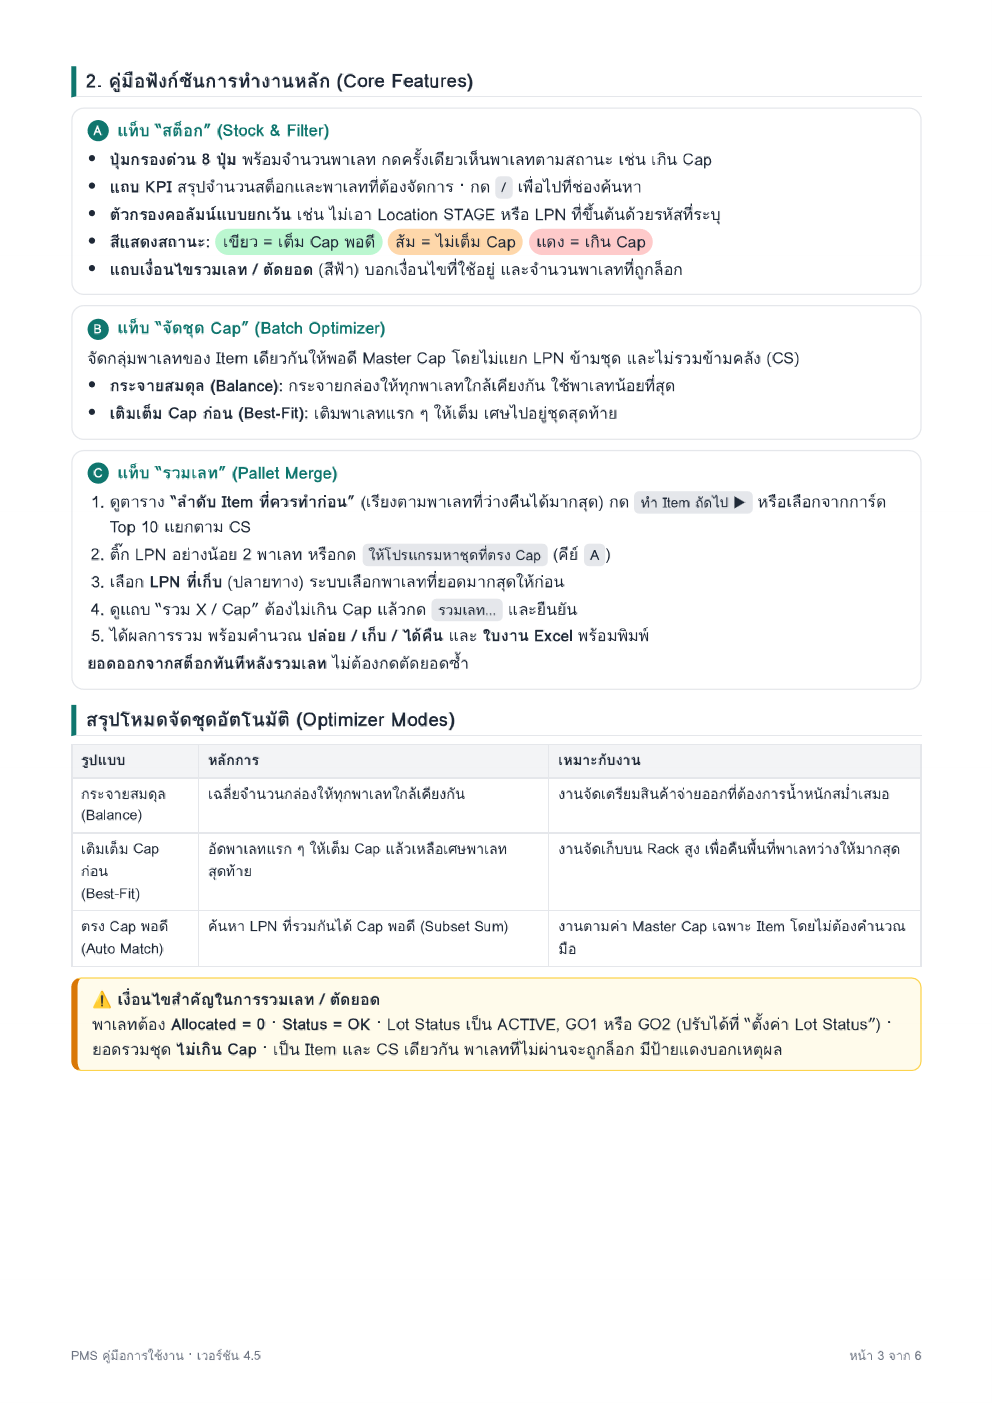 2. คู่มือฟังก์ชันการทำงานหลัก (Core Features)
A แท็บ “สต็อก” (Stock & Filter)
• ปุ่มกรองด่วน 8 ปุ่ม พร้อมจำนวนพาเลท กดครั้งเดียวเห็นพาเลทตามสถานะ เช่น เกิน Cap
• แถบ KPI สรุปจำนวนสต็อกและพาเลทที่ต้องจัดการ · กด / เพื่อไปที่ช่องค้นหา
• ตัวกรองคอลัมน์แบบยกเว้น เช่น ไม่เอา Location STAGE หรือ LPN ที่ขึ้นต้นด้วยรหัสที่ระบุ
• สีแสดงสถานะ: เขียว = เต็ม Cap พอดี ส้ม = ไม่เต็ม Cap แดง = เกิน Cap
• แถบเงื่อนไขรวมเลท / ตัดยอด (สีฟ้า) บอกเงื่อนไขที่ใช้อยู่ และจำนวนพาเลทที่ถูกล็อก
B แท็บ “จัดชุด Cap” (Batch Optimizer)
จัดกลุ่มพาเลทของ Item เดียวกันให้พอดี Master Cap โดยไม่แยก LPN ข้ามชุด และไม่รวมข้ามคลัง (CS)
• กระจายสมดุล (Balance): กระจายกล่องให้ทุกพาเลทใกล้เคียงกัน ใช้พาเลทน้อยที่สุด
• เติมเต็ม Cap ก่อน (Best-Fit): เติมพาเลทแรก ๆ ให้เต็ม เศษไปอยู่ชุดสุดท้าย
C แท็บ “รวมเลท” (Pallet Merge)
1. ดูตาราง “ลำดับ Item ที่ควรทำก่อน” (เรียงตามพาเลทที่ว่างคืนได้มากสุด) กด ทำ Item ถัดไป ▶ หรือเลือกจากการ์ด
Top 10 แยกตาม CS
2. ติ๊ก LPN อย่างน้อย 2 พาเลท หรือกด ให้โปรแกรมหาชุดที่ตรง Cap (คีย์ A)
3. เลือก LPN ที่เก็บ (ปลายทาง) ระบบเลือกพาเลทที่ยอดมากสุดให้ก่อน
4. ดูแถบ “รวม X / Cap” ต้องไม่เกิน Cap แล้วกด รวมเลท... และยืนยัน
5. ได้ผลการรวม พร้อมคำนวณ ปล่อย / เก็บ / ได้คืน และ ใบงาน Excel พร้อมพิมพ์
ยอดออกจากสต็อกทันทีหลังรวมเลท ไม่ต้องกดตัดยอดซ้ำ
สรุปโหมดจัดชุดอัตโนมัติ (Optimizer Modes)
รูปแบบ หลักการ เหมาะกับงาน
กระจายสมดุล เฉลี่ยจำนวนกล่องให้ทุกพาเลทใกล้เคียงกัน งานจัดเตรียมสินค้าจ่ายออกที่ต้องการน้ำหนักสม่ำเสมอ
(Balance)
เติมเต็ม Cap อัดพาเลทแรก ๆ ให้เต็ม Cap แล้วเหลือเศษพาเลท งานจัดเก็บบน Rack สูง เพื่อคืนพื้นที่พาเลทว่างให้มากสุด
ก่อน สุดท้าย
(Best-Fit)
ตรง Cap พอดี ค้นหา LPN ที่รวมกันได้ Cap พอดี (Subset Sum) งานตามค่า Master Cap เฉพาะ Item โดยไม่ต้องคำนวณ
(Auto Match) มือ
⚠️ เงื่อนไขสำคัญในการรวมเลท / ตัดยอด
พาเลทต้อง Allocated = 0 · Status = OK · Lot Status เป็น ACTIVE, GO1 หรือ GO2 (ปรับได้ที่ “ตั้งค่า Lot Status”) ·
ยอดรวมชุด ไม่เกิน Cap · เป็น Item และ CS เดียวกัน พาเลทที่ไม่ผ่านจะถูกล็อก มีป้ายแดงบอกเหตุผล
PMS คู่มือการใช้งาน · เวอร์ชัน 4.5 หน้า 3 จาก 6